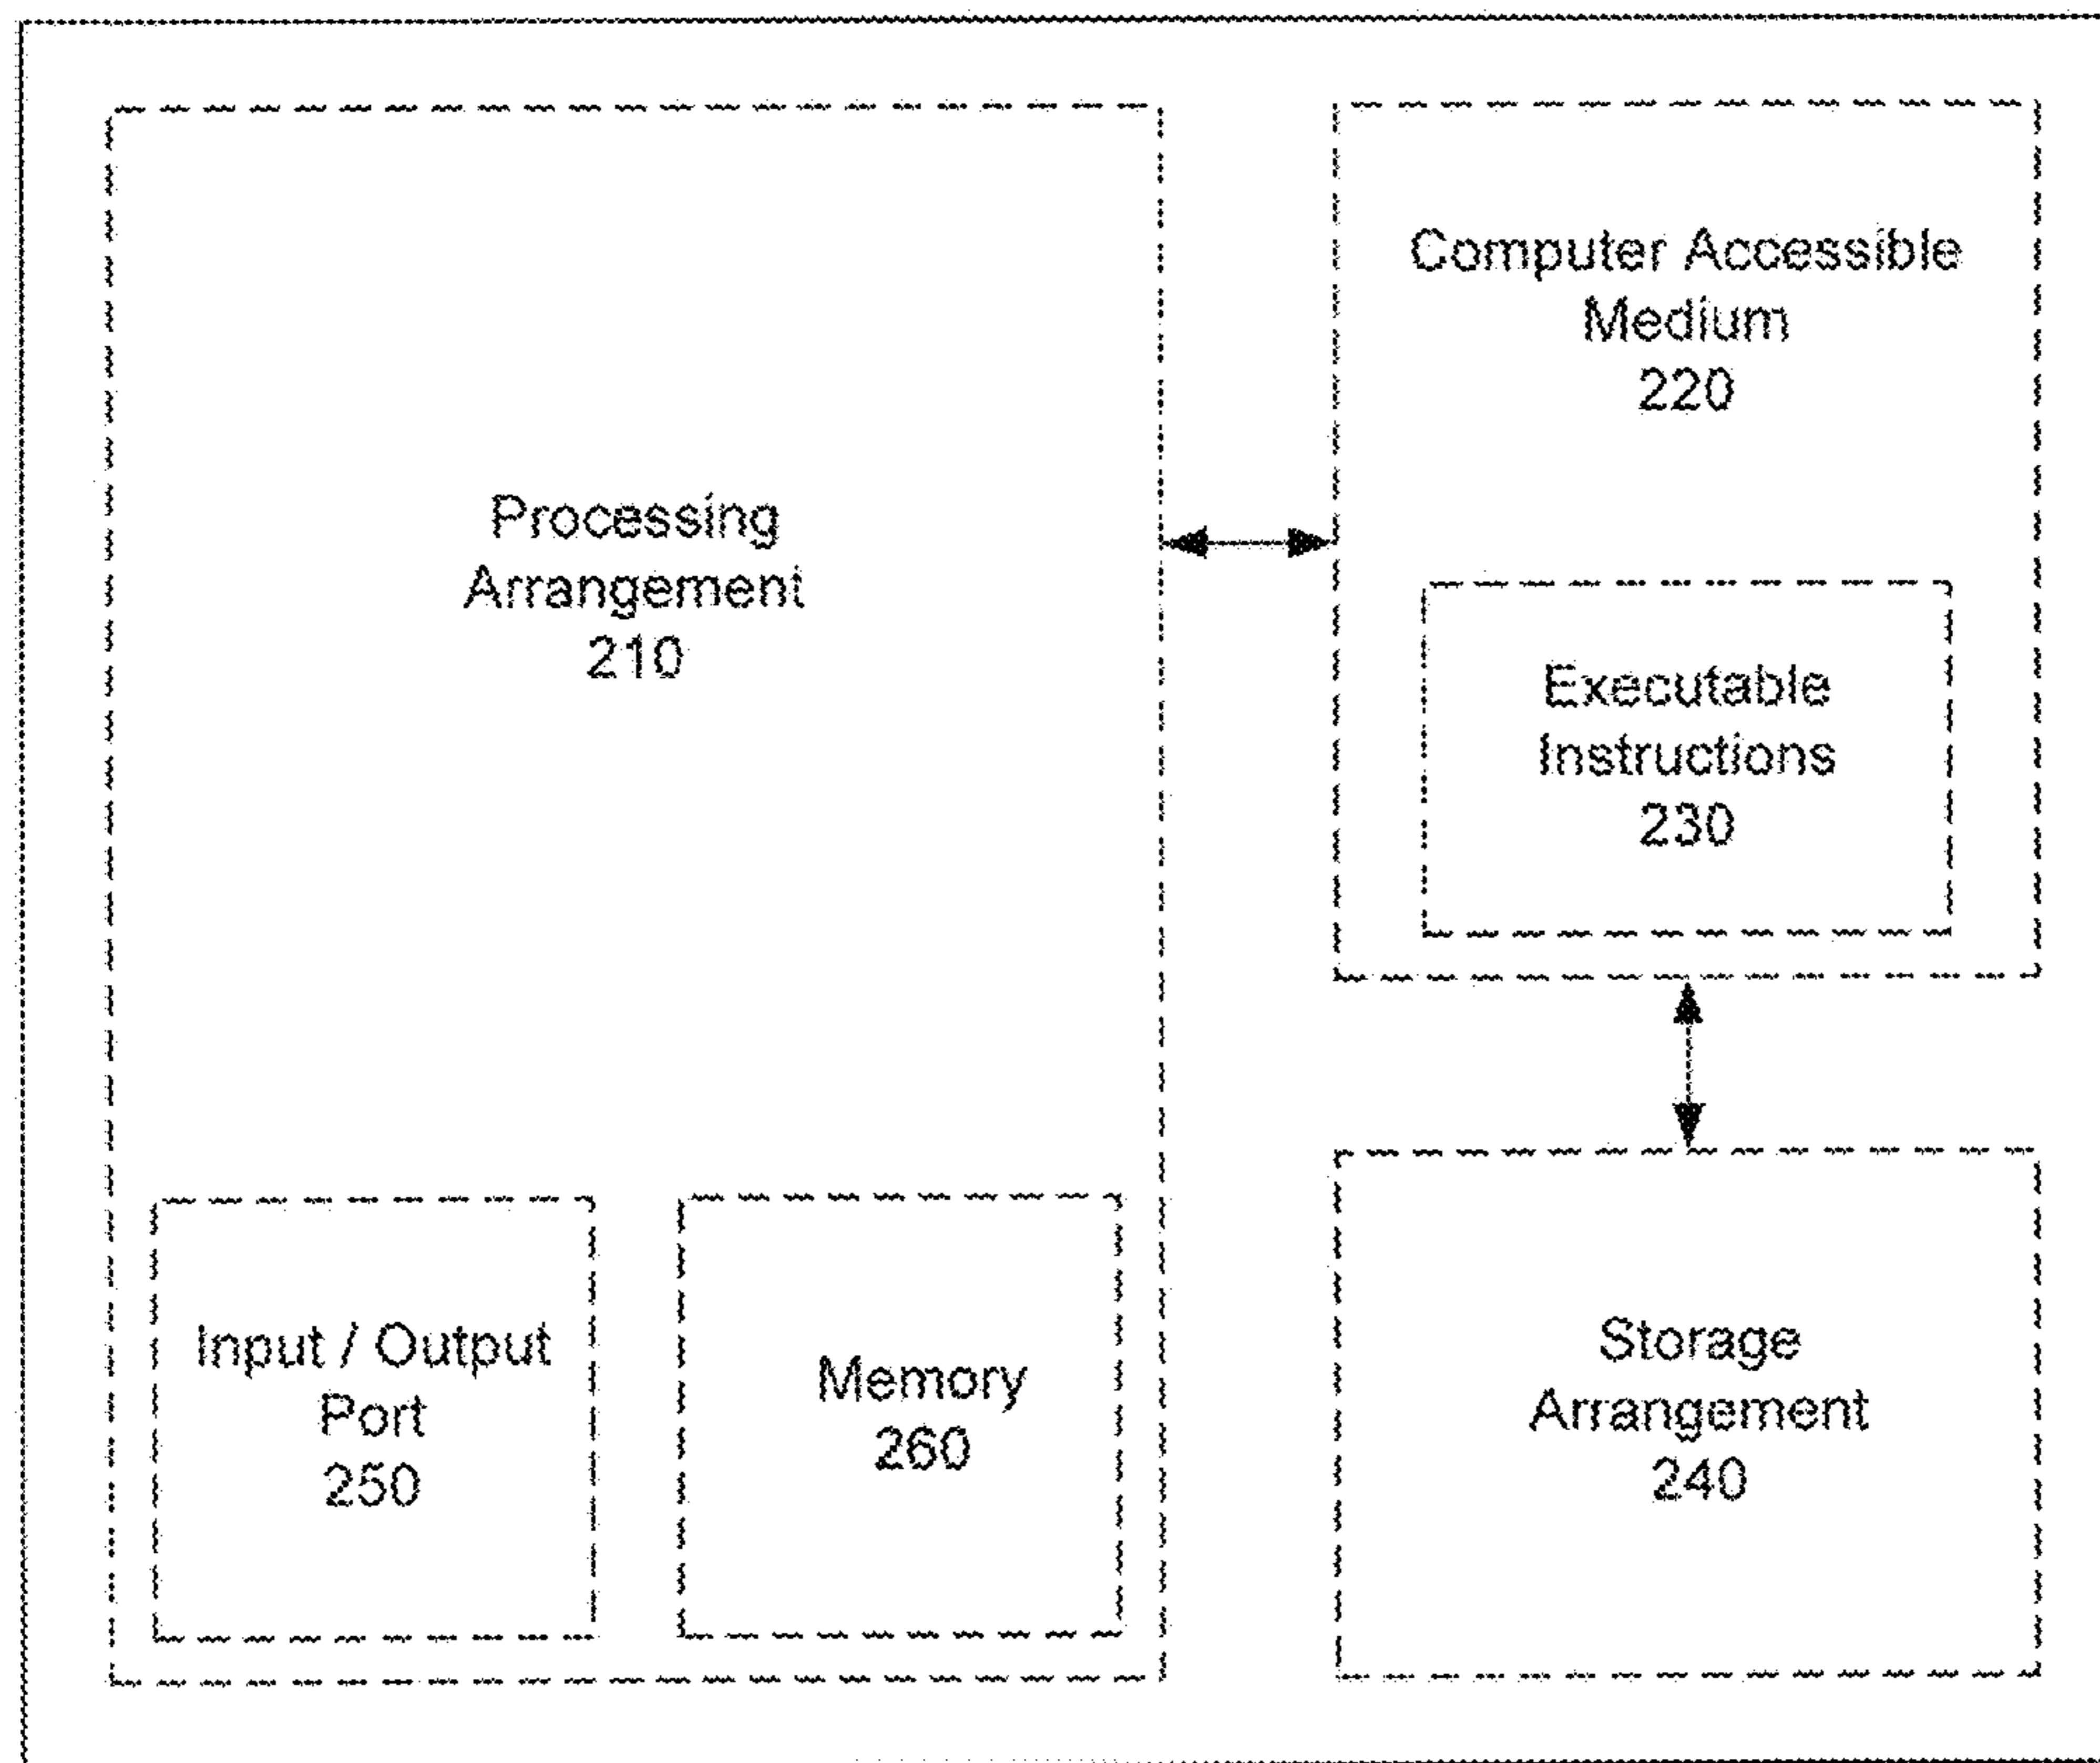 Processing
Arrangement
210
Computer Accessible
Medium
220
Executable
Instructions
230
Input / Output
Port
250
Memory
260
Storage
Arrangement
240